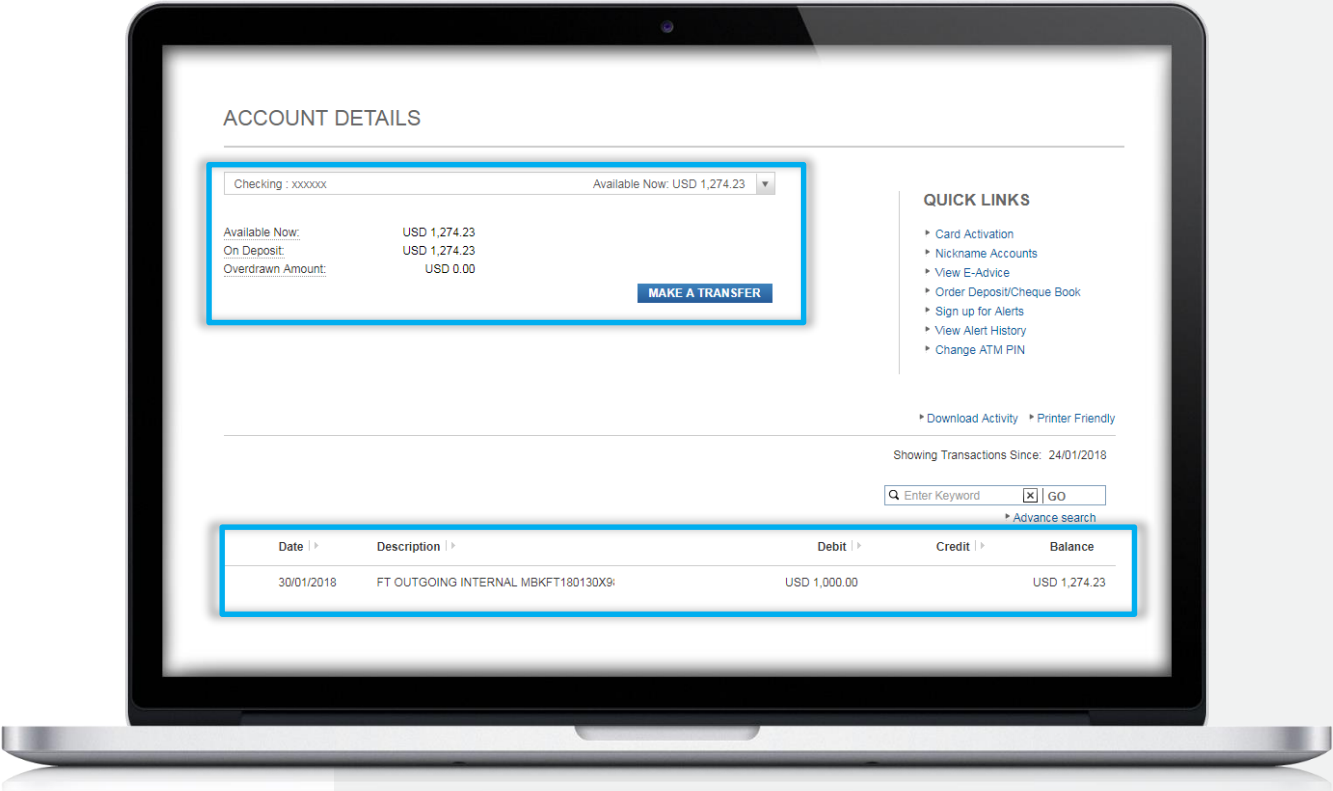 ACCOUNT DETAILS
Checking : xxxxxx Available Now: USD 1,274.23
Available Now: USD 1,274.23
On Deposit: USD 1,274.23
Overdrawn Amount: USD 0.00
MAKE A TRANSFER
QUICK LINKS
Card Activation
Nickname Accounts
View E-Advice
Order Deposit/Cheque Book
Sign up for Alerts
View Alert History
Change ATM PIN
Download Activity Printer Friendly
Showing Transactions Since: 24/01/2018
Enter Keyword GO
Advance search
Date Description Debit Credit Balance
30/01/2018 FT OUTGOING INTERNAL USD 1,000.00 USD 1,274.23